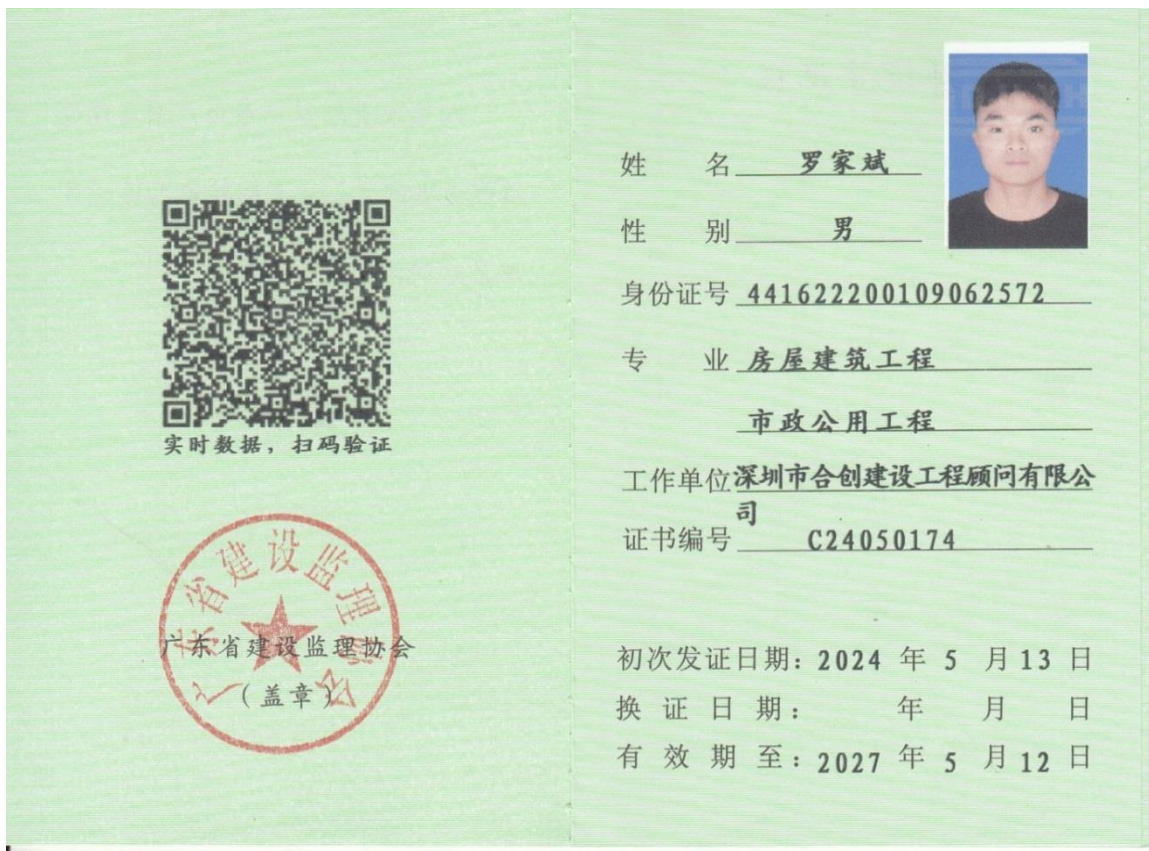 实时数据，扫码验证
广东省建设监理协会
广东省建设监理协会
（盖章）
姓 名 罗家斌
性 别 男
身份证号 441622200109062572
专 业 房屋建筑工程
市政公用工程
工作单位 深圳市合创建设工程顾问有限公
司
证书编号 C24050174
初次发证日期：2024 年 5 月 13 日
换 证 日 期： 年 月 日
有 效 期 至：2027 年 5 月 12 日